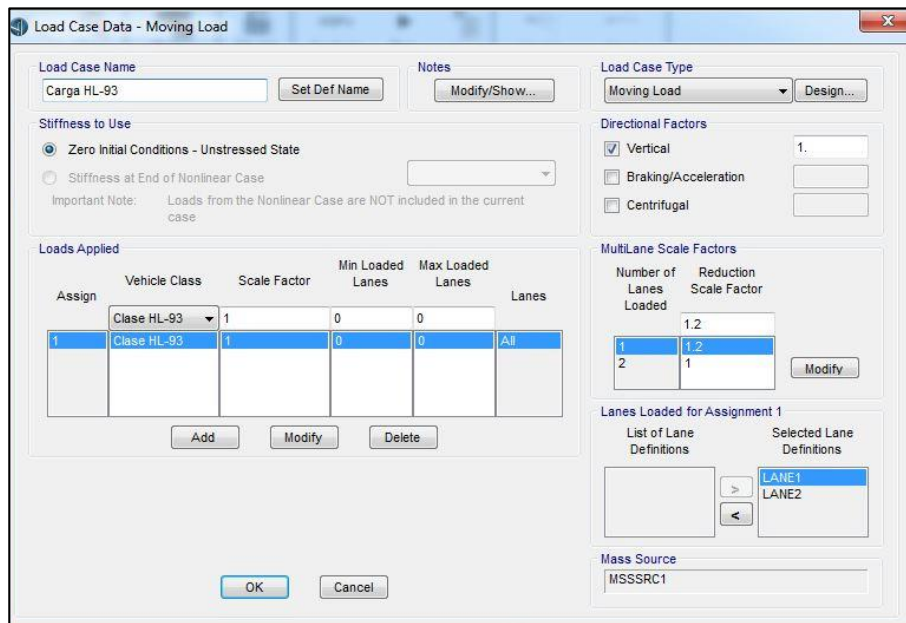 Load Case Data - Moving Load
Load Case Name
Carga HL-93
Set Def Name
Notes
Modify/Show...
Load Case Type
Moving Load
Design...
Stiffness to Use
Zero Initial Conditions - Unstressed State
Stiffness at End of Nonlinear Case
Important Note: Loads from the Nonlinear Case are NOT included in the current
case
Directional Factors
Vertical 1.
Braking/Acceleration
Centrifugal
Loads Applied
Assign
Vehicle Class
Scale Factor
Min Loaded
Lanes
Max Loaded
Lanes
Lanes
Clase HL-93 1 0 0
1 Clase HL-93 1 0 0 All
Add
Modify
Delete
MultiLane Scale Factors
Number of
Lanes
Loaded
Reduction
Scale Factor
1.2
1 1.2
2 1
Modify
Lanes Loaded for Assignment 1
List of Lane
Definitions
Selected Lane
Definitions
>
<
LANE1
LANE2
Mass Source
MSSSRC1
OK
Cancel